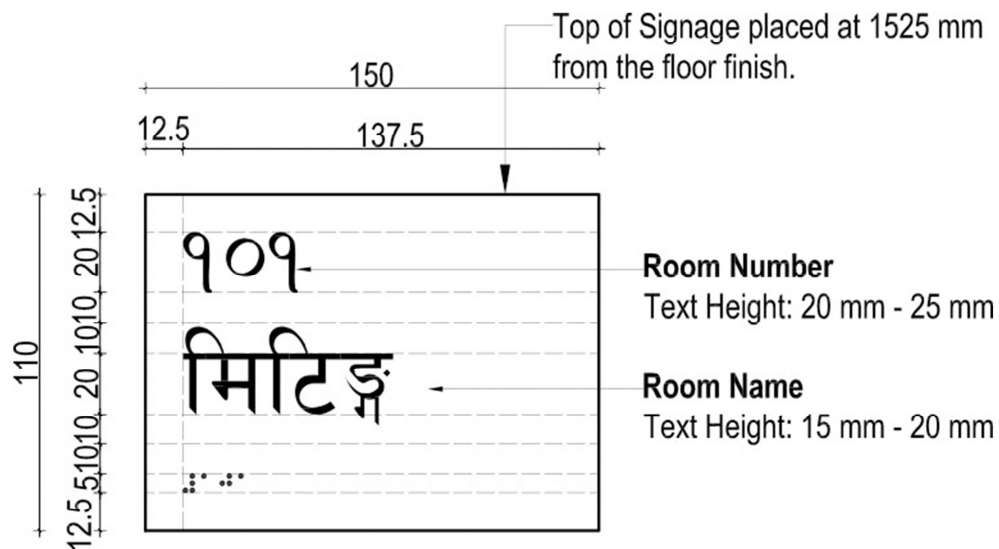 Top of Signage placed at 1525 mm
from the floor finish.
150
12.5 137.5
12.5
20
10
10
20
10
10
5
12.5
110
१०१
Room Number
Text Height: 20 mm - 25 mm
मिटिङ्ग
Room Name
Text Height: 15 mm - 20 mm